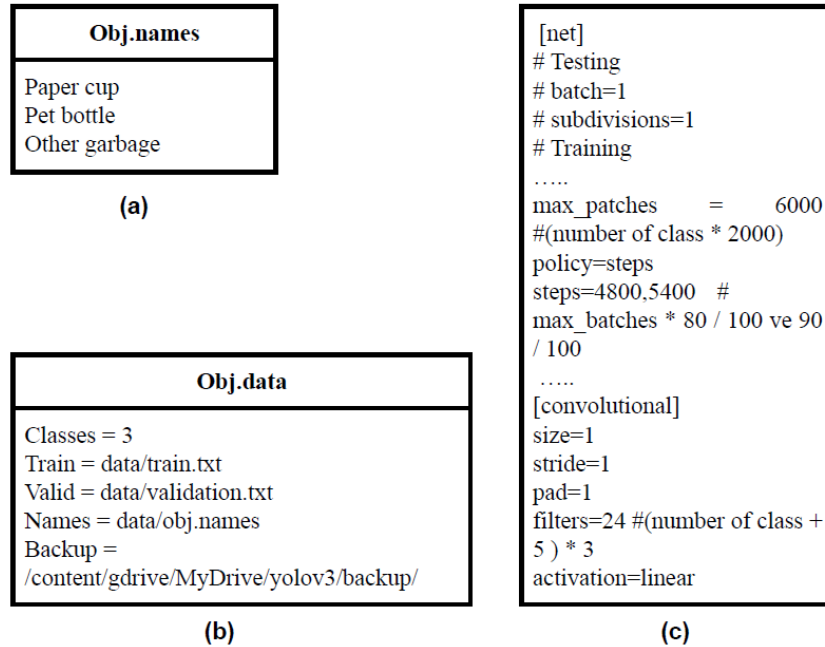 Obj.names
Paper cup
Pet bottle
Other garbage
(a)
Obj.data
Classes = 3
Train = data/train.txt
Valid = data/validation.txt
Names = data/obj.names
Backup =
/content/gdrive/MyDrive/yolov3/backup/
(b)
[net]
# Testing
# batch=1
# subdivisions=1
# Training
…..
max_patches = 6000
#(number of class * 2000)
policy=steps
steps=4800,5400 #
max_batches * 80 / 100 ve 90
/ 100
…..
[convolutional]
size=1
stride=1
pad=1
filters=24 #(number of class +
5 ) * 3
activation=linear
(c)